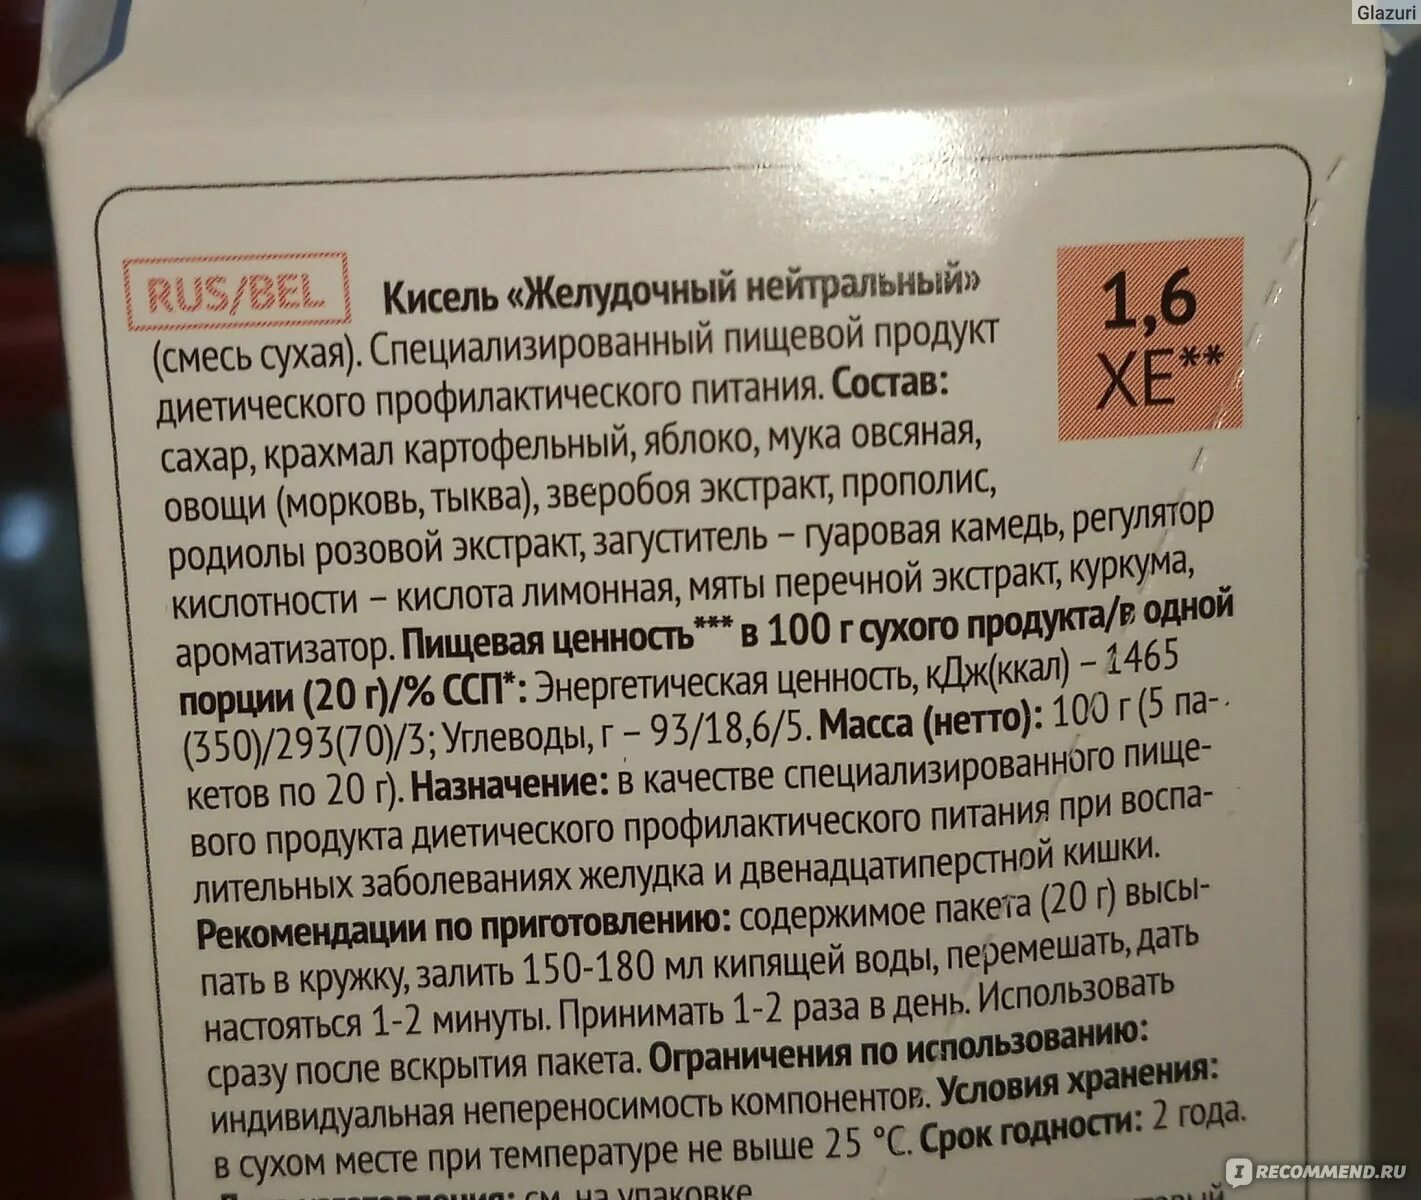 Glazuri
RUS/BEL
Кисель «Желудочный нейтральный»
1,6
ХЕ**
(смесь сухая). Специализированный пищевой продукт
диетического профилактического питания. Состав:
сахар, крахмал картофельный, яблоко, мука овсяная,
овощи (морковь, тыква), зверобоя экстракт, прополис,
родиолы розовой экстракт, загуститель – гуаровая камедь, регулятор
кислотности – кислота лимонная, мяты перечной экстракт, куркума,
ароматизатор. Пищевая ценность*** в 100 г сухого продукта/в одной
порции (20 г)/% ССП*: Энергетическая ценность, кДж(ккал) – 1465
(350)/293(70)/3; Углеводы, г – 93/18,6/5. Масса (нетто): 100 г (5 па-
кетов по 20 г). Назначение: в качестве специализированного пище-
вого продукта диетического профилактического питания при воспа-
лительных заболеваниях желудка и двенадцатиперстной кишки.
Рекомендации по приготовлению: содержимое пакета (20 г) высы-
пать в кружку, залить 150-180 мл кипящей воды, перемешать, дать
настояться 1-2 минуты. Принимать 1-2 раза в день. Использовать
сразу после вскрытия пакета. Ограничения по использованию:
индивидуальная непереносимость компонентов. Условия хранения:
в сухом месте при температуре не выше 25 °С. Срок годности: 2 года.
см. на упаковке
IRECOMMEND.RU